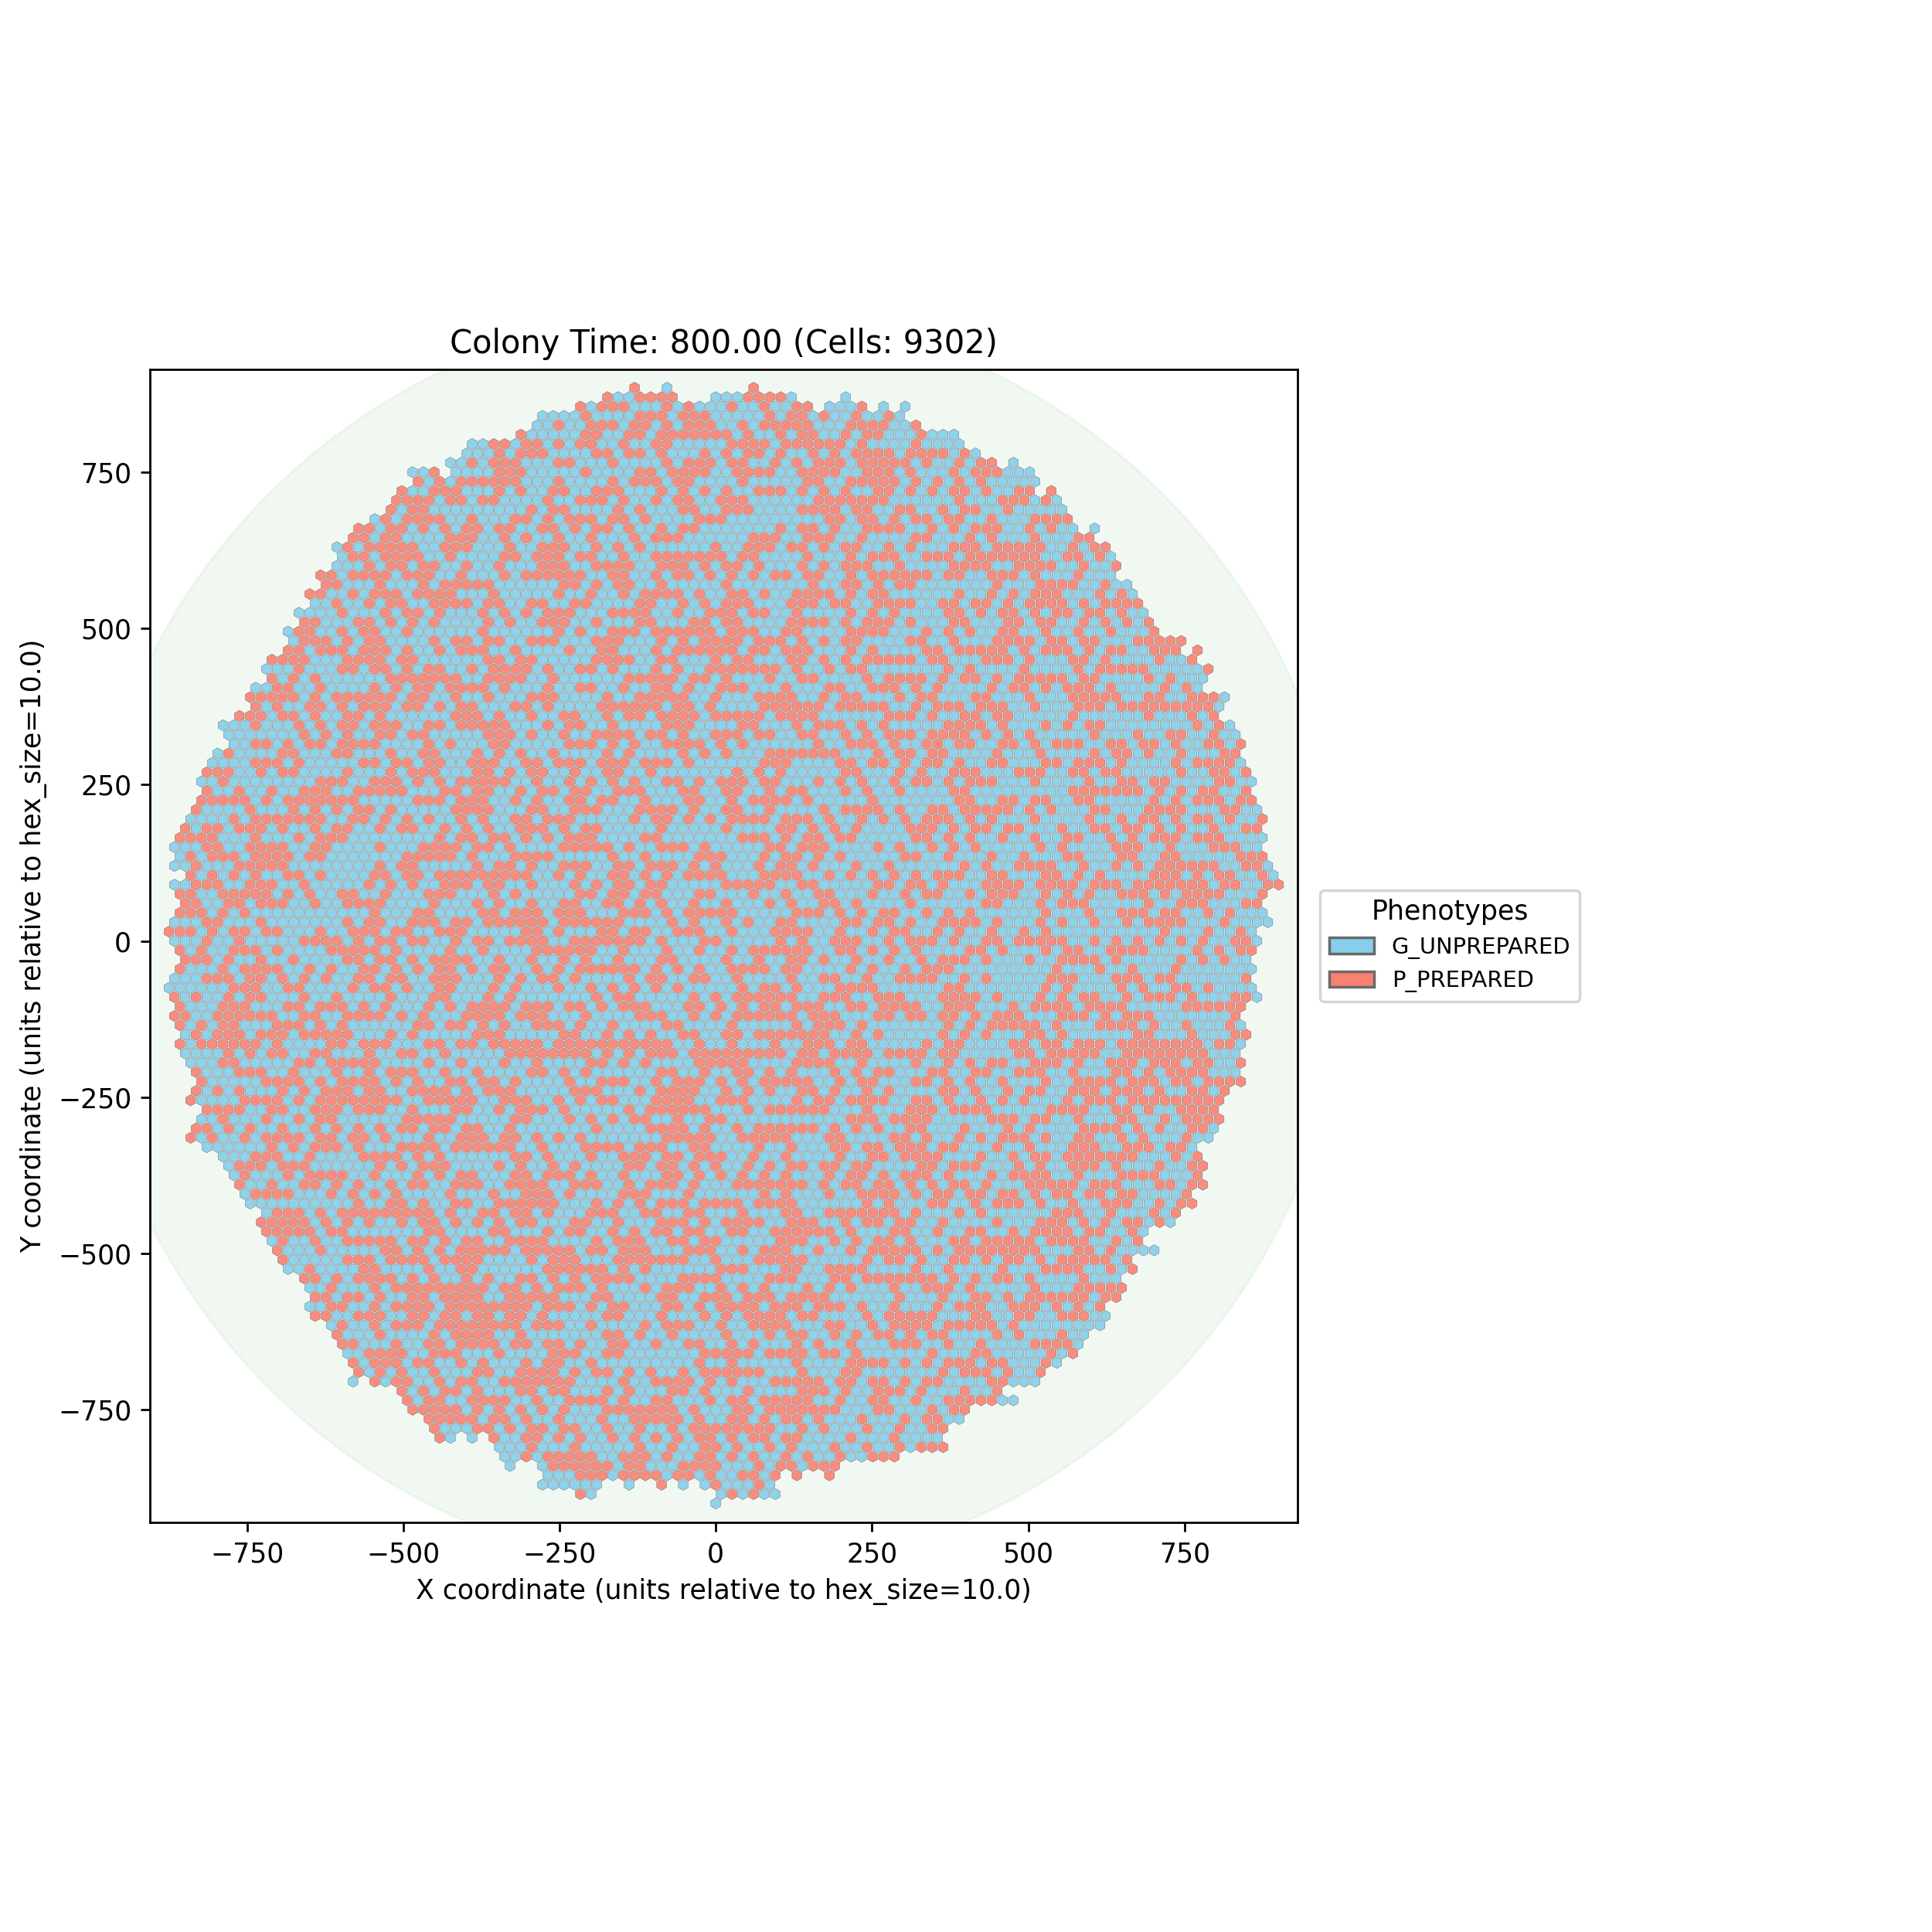 Colony Time: 800.00 (Cells: 9302)
Y coordinate (units relative to hex_size=10.0)
750
500
250
0
−250
−500
−750
−750
−500
−250
0
250
500
750
X coordinate (units relative to hex_size=10.0)
Phenotypes
G_UNPREPARED
P_PREPARED